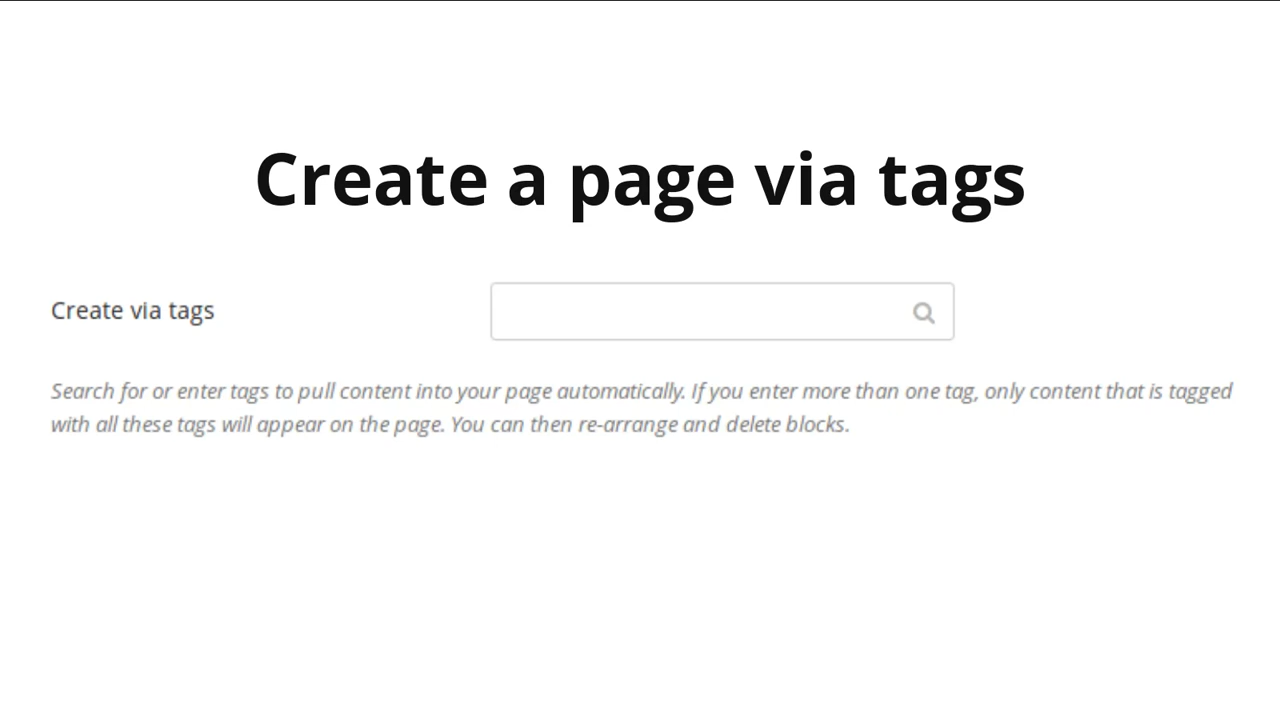 Create a page via tags
Create via tags
Search for or enter tags to pull content into your page automatically. If you enter more than one tag, only content that is tagged
with all these tags will appear on the page. You can then re-arrange and delete blocks.